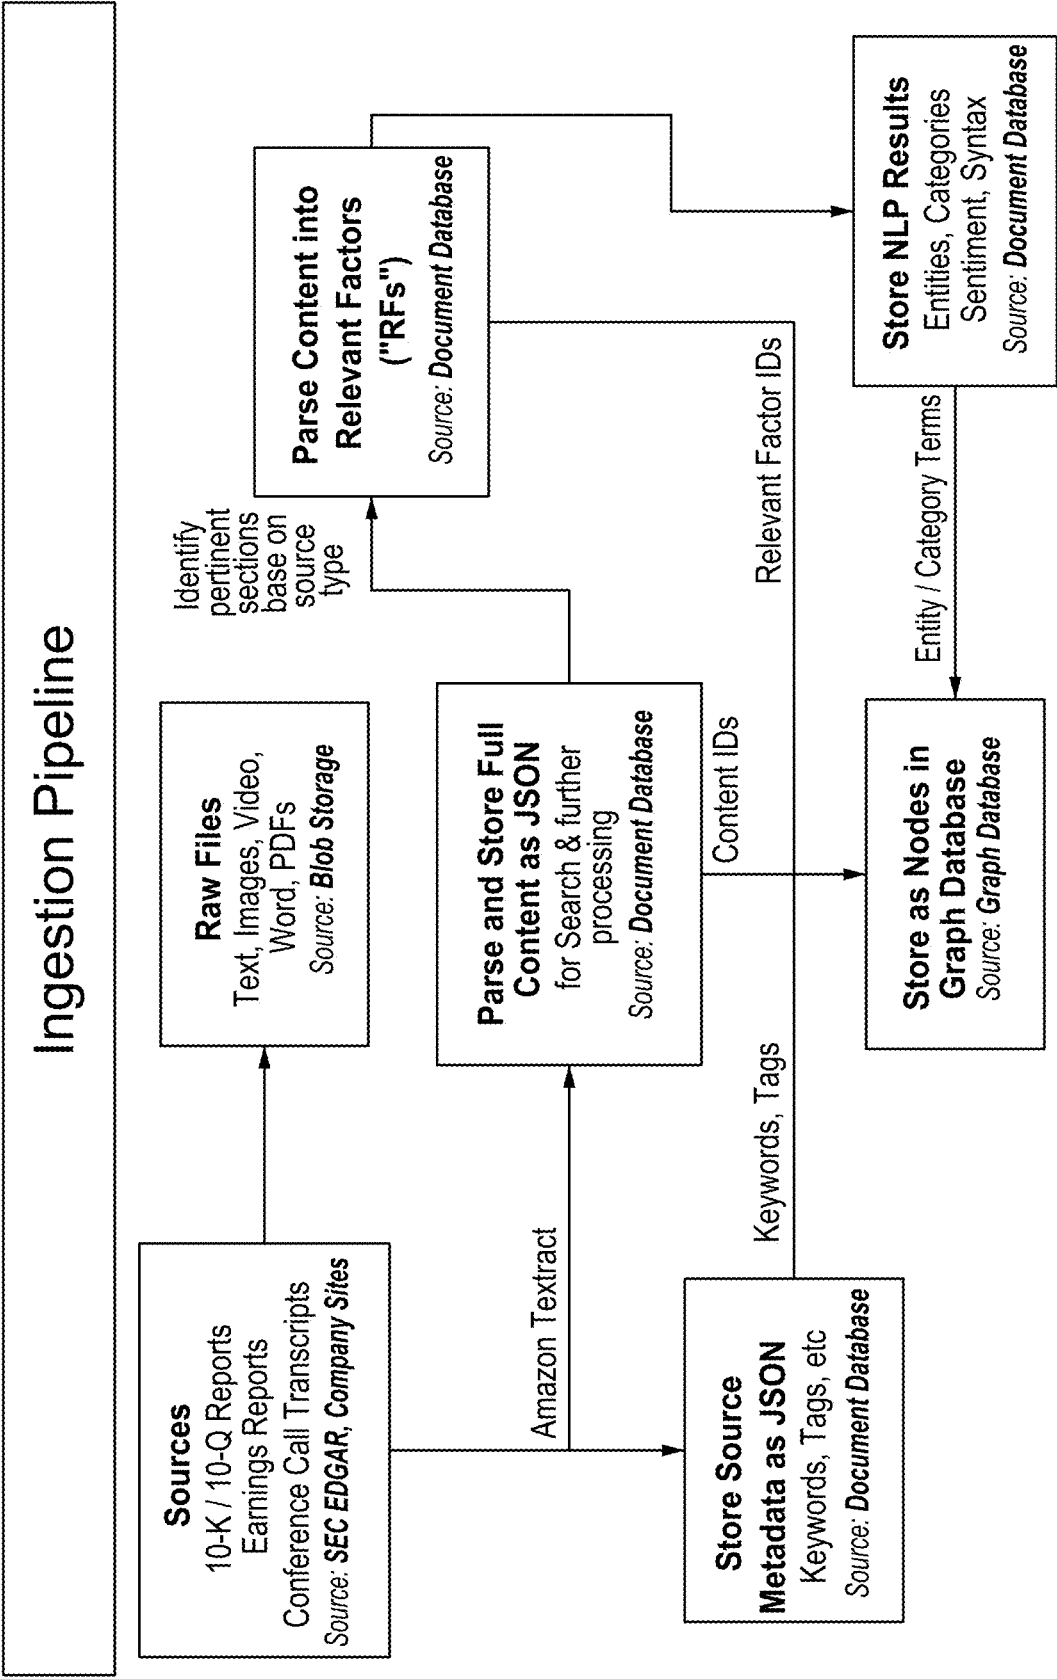 Ingestion Pipeline
Sources
10-K / 10-Q Reports
Earnings Reports
Conference Call Transcripts
Source: SEC EDGAR, Company Sites
Raw Files
Text, Images, Video,
Word, PDFs
Source: Blob Storage
Amazon Textract
Parse and Store Full
Content as JSON
for Search & further
processing
Source: Document Database
Identify
pertinent
sections
base on
source
type
Parse Content into
Relevant Factors
("RFs")
Source: Document Database
Store Source
Metadata as JSON
Keywords, Tags, etc
Source: Document Database
Keywords, Tags
Content IDs
Relevant Factor IDs
Store as Nodes in
Graph Database
Source: Graph Database
Entity / Category Terms
Store NLP Results
Entities, Categories
Sentiment, Syntax
Source: Document Database